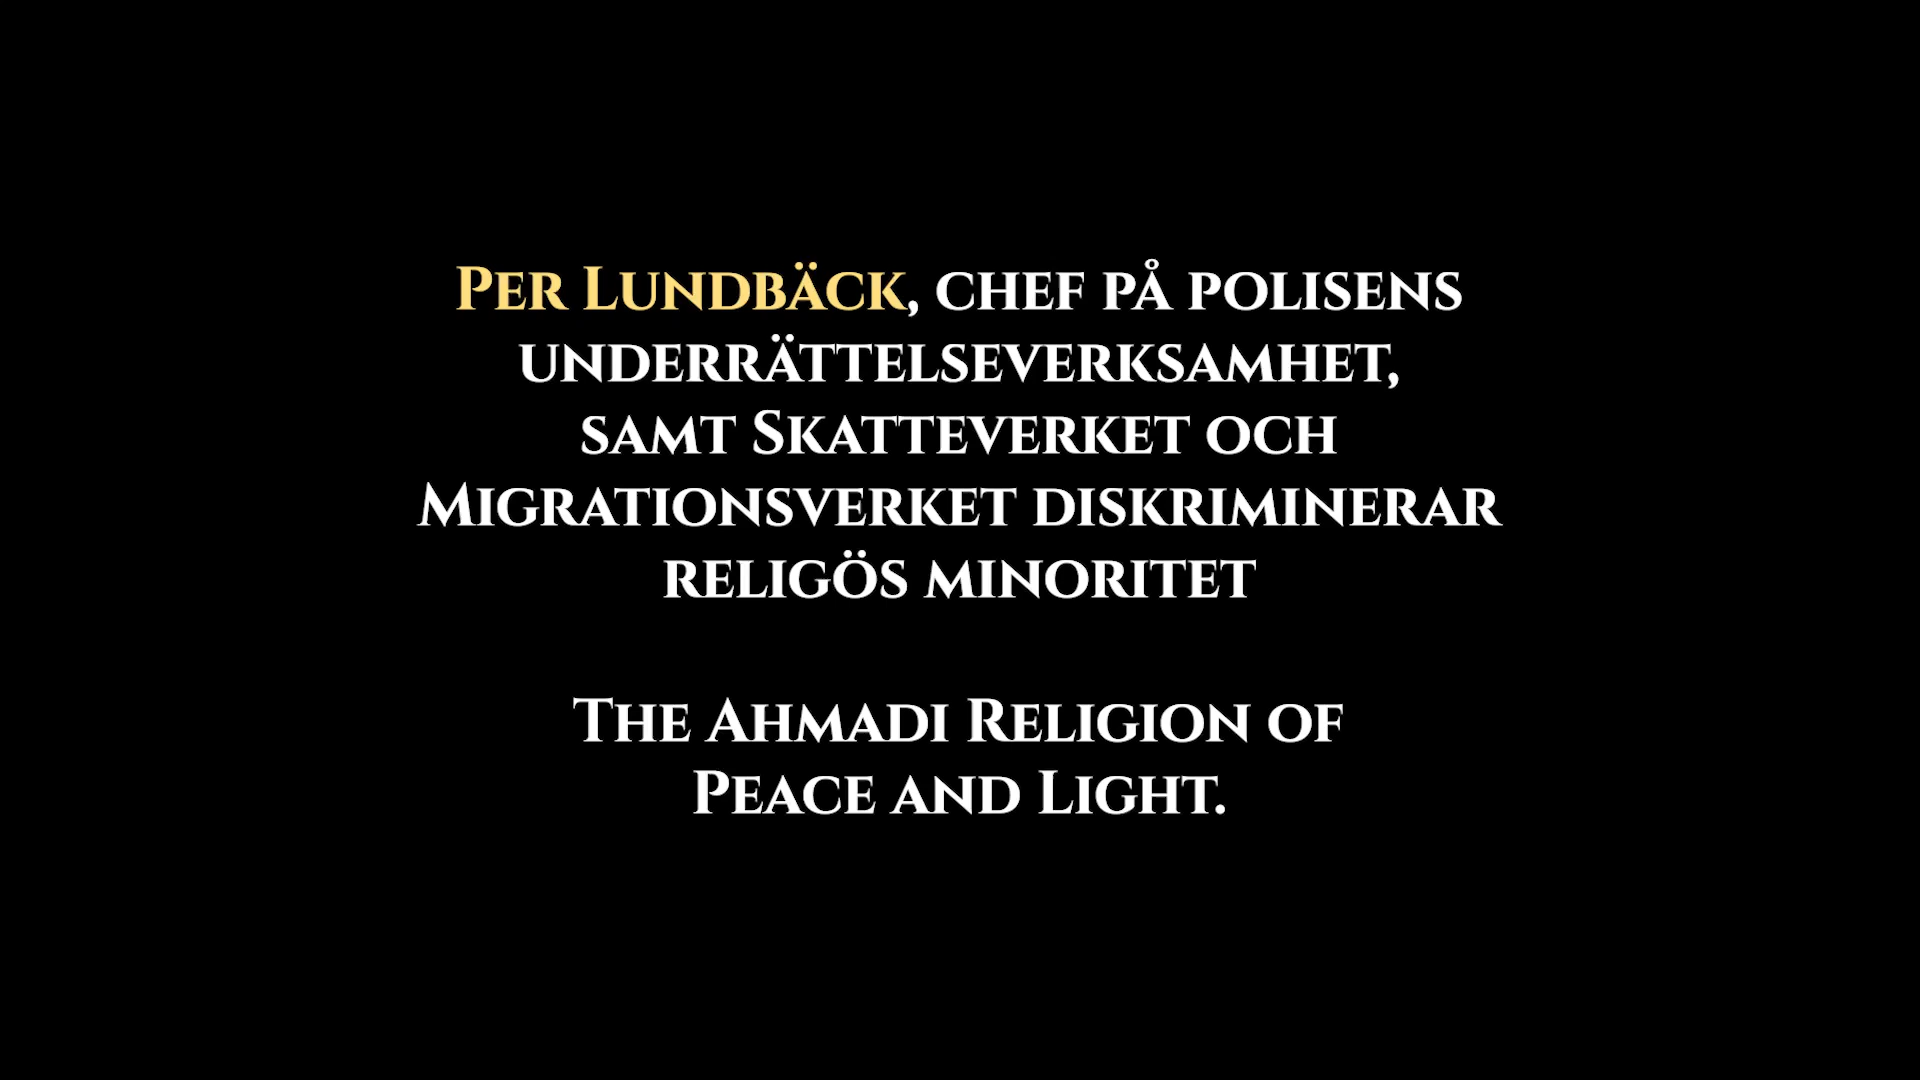 Per Lundbäck, chef på polisens
underrättelseverksamhet,
samt Skatteverket och
Migrationsverket diskriminerar
religös minoritet
The Ahmadi Religion of
Peace and Light.